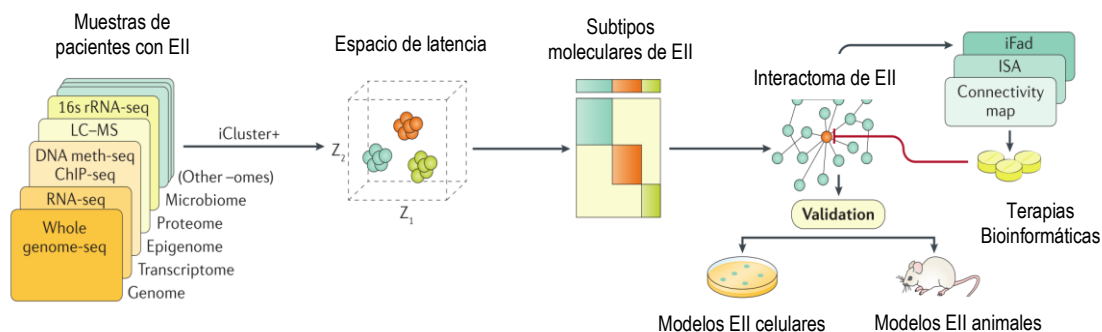 Muestras de
pacientes con EII
16s rRNA-seq
LC–MS
DNA meth-seq
ChIP-seq
RNA-seq
Whole
genome-seq
(Other –omes)
Microbiome
Proteome
Epigenome
Transcriptome
Genome
iCluster+
Espacio de latencia
Z2
Z1
Subtipos
moleculares de EII
Interactoma de EII
iFad
ISA
Connectivity
map
Terapias
Bioinformáticas
Validation
Modelos EII celulares
Modelos EII animales